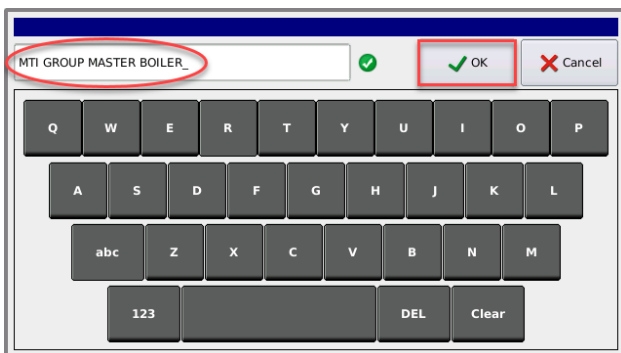 MTI GROUP MASTER BOILER_ OK Cancel
Q W E R T Y U I O P
A S D F G H J K L
abc Z X C V B N M
123 DEL Clear